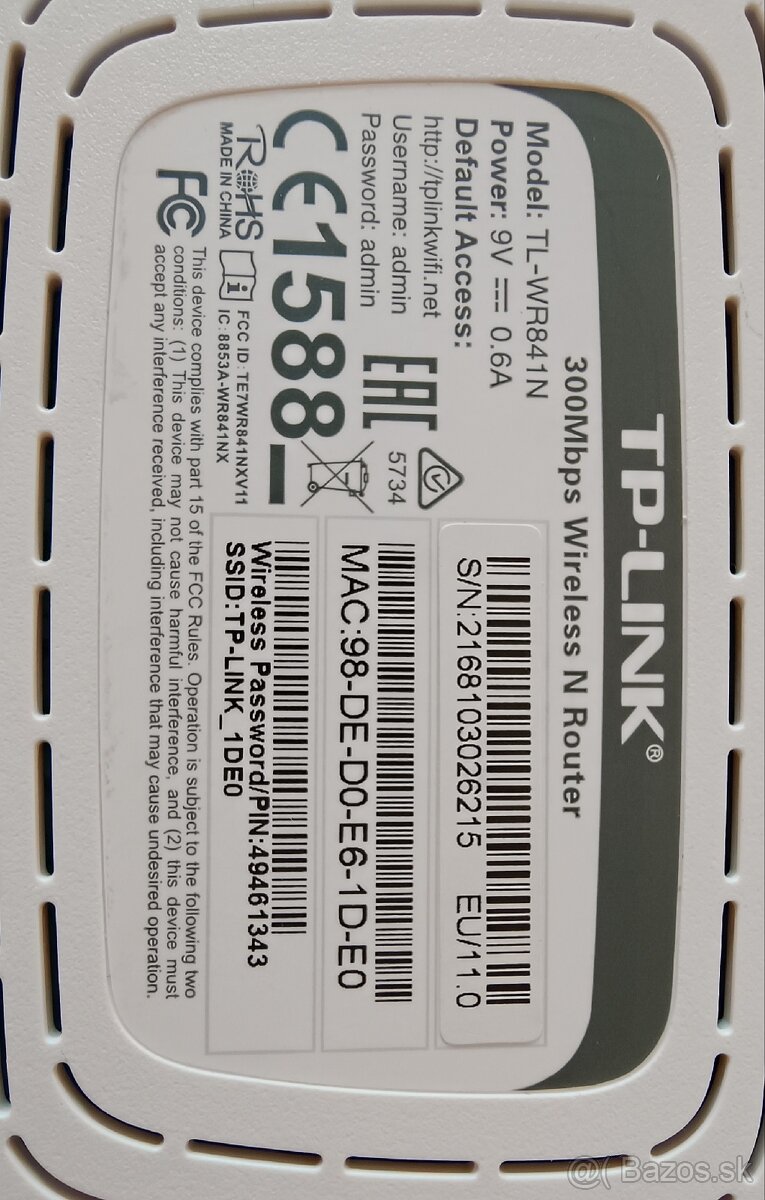 TP-LINK®
300Mbps Wireless N Router
Model: TL-WR841N
Power: 9V ⎓ 0.6A
Default Access:
http://tplinkwifi.net
Username: admin
Password: admin
EAC
5734
CE1588
RoHS
MADE IN CHINA
FCC ID: TE7WR841NXV11
IC: 8853A-WR841NX
FC
This device complies with part 15 of the FCC Rules. Operation is subject to the following two
conditions: (1) This device may not cause harmful interference, and (2) this device must
accept any interference received, including interference that may cause undesired operation.
S/N:2168103026215 EU/11.0
MAC:98-DE-D0-E6-1D-E0
Wireless Password/PIN:49461343
SSID:TP-LINK_1DE0
@( Bazos.sk